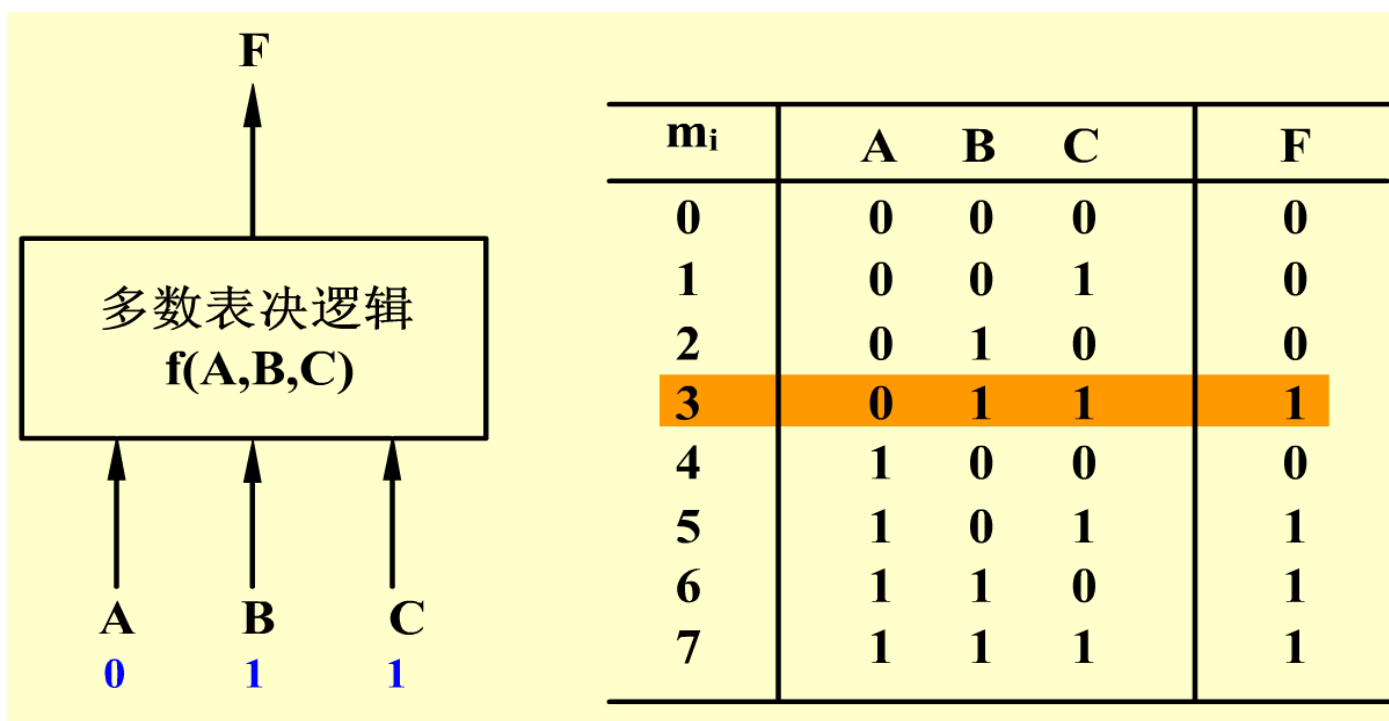 F
多数表决逻辑
f(A,B,C)
A B C
0 1 1
mi A B C F
0 0 0 0 0
1 0 0 1 0
2 0 1 0 0
3 0 1 1 1
4 1 0 0 0
5 1 0 1 1
6 1 1 0 1
7 1 1 1 1